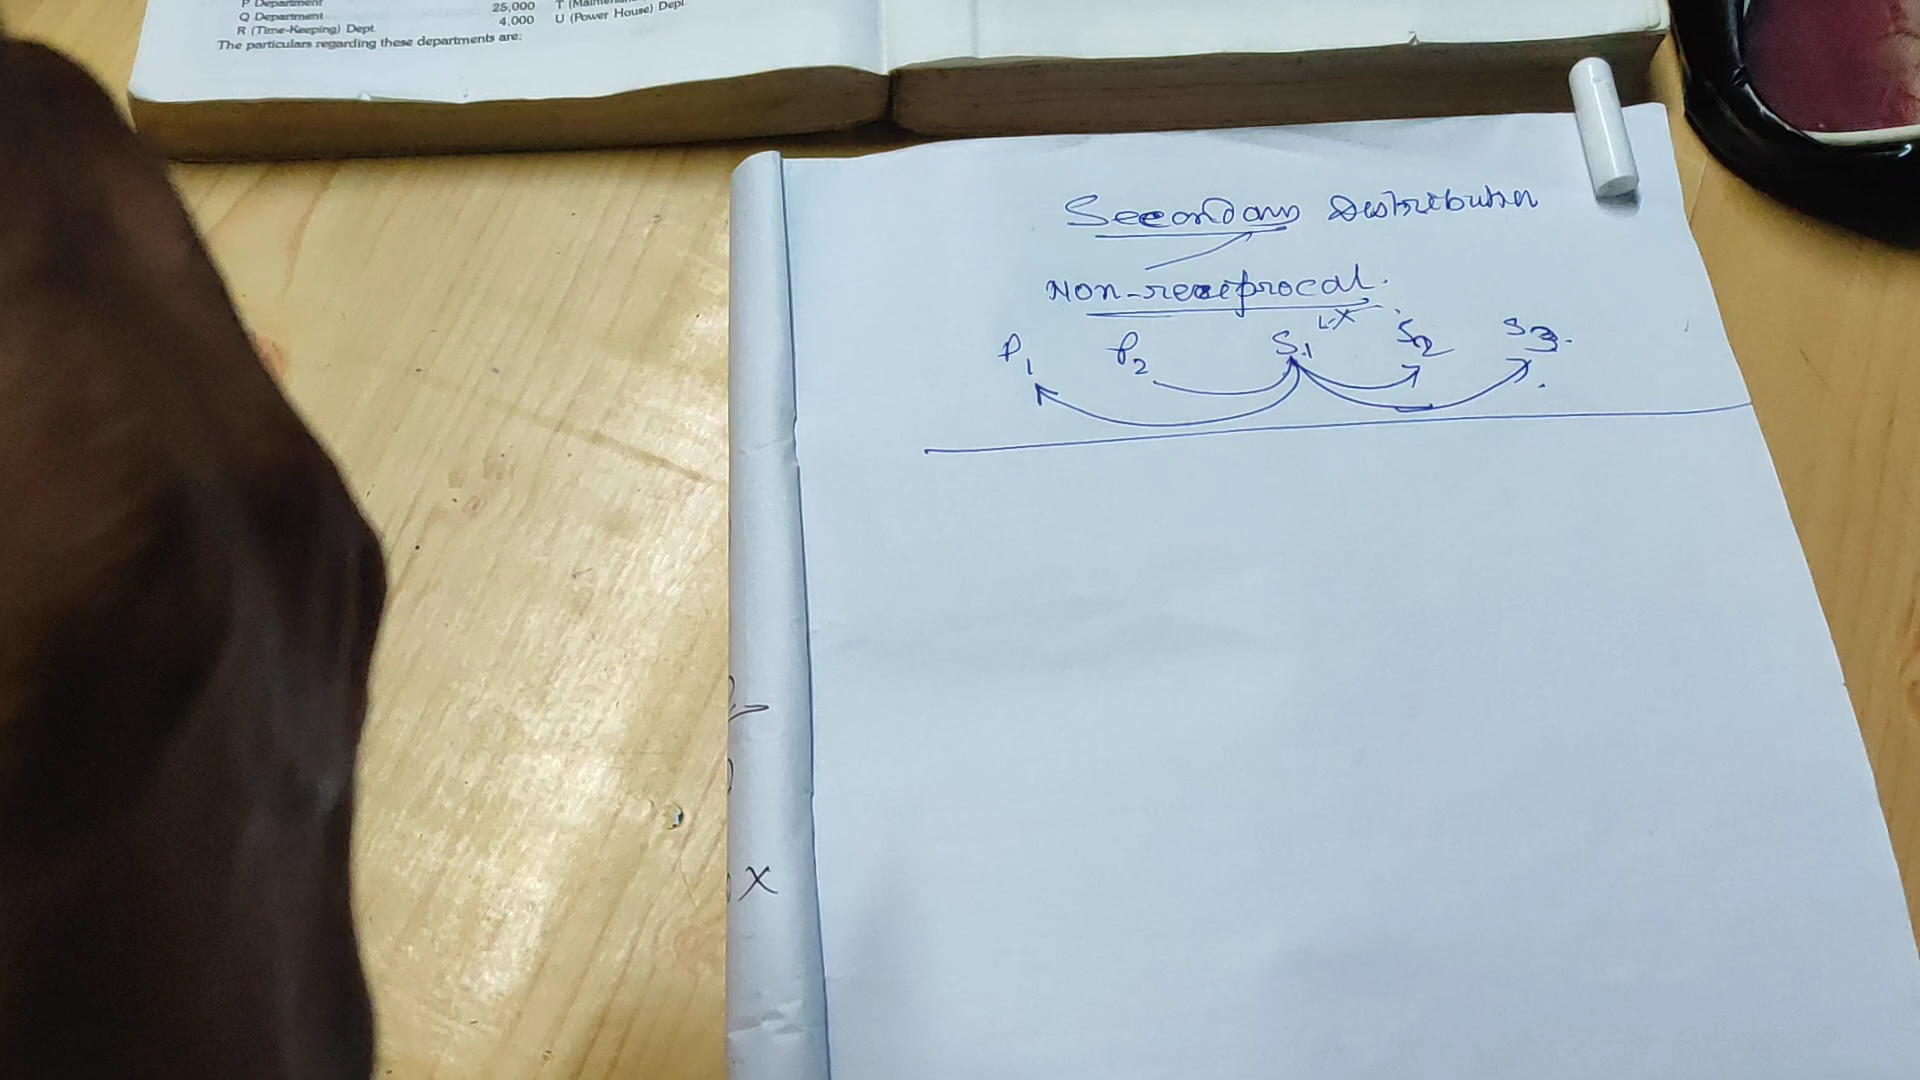 P Department
Q Department 25,000
R (Time-Keeping) Dept. 4,000 U (Power House) Dept.
The particulars regarding these departments are:
Secondary Distribution
Non-reciprocal.
P1 P2 S1 S2 S3.
X